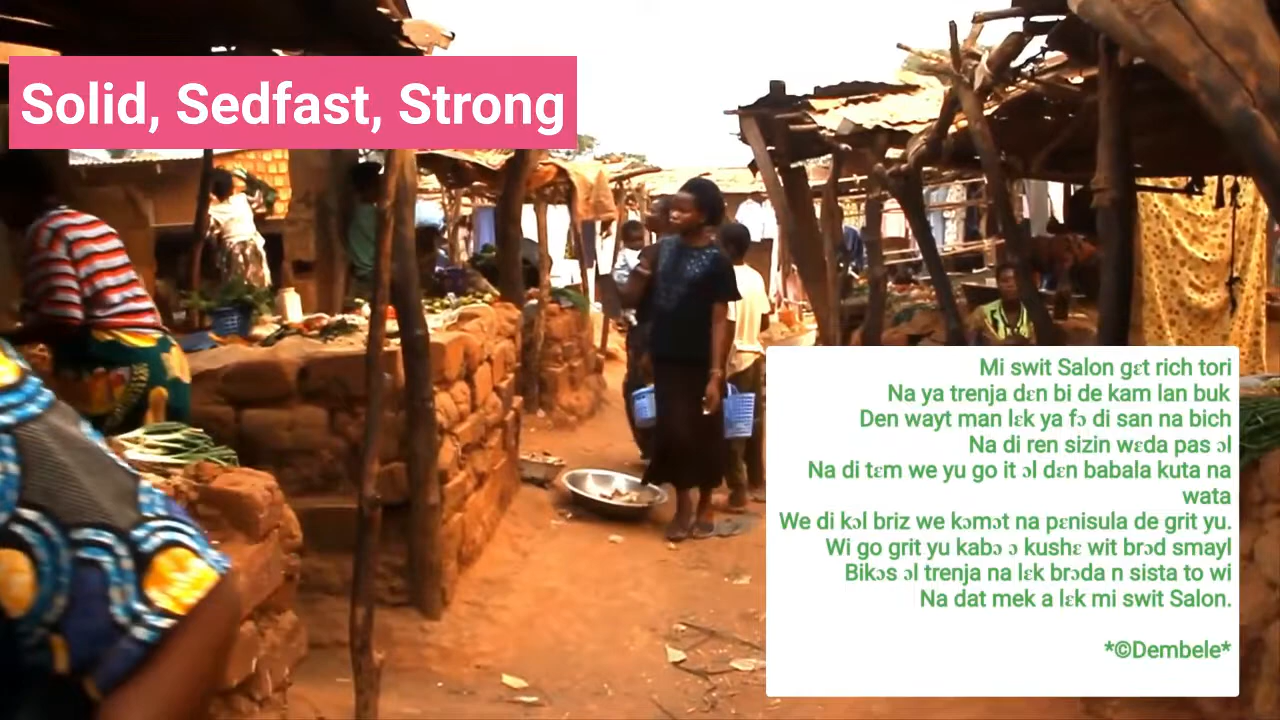 Solid, Sedfast, Strong
Mi swit Salon gɛt rich tori
Na ya trenja dɛn bi de kam lan buk
Den wayt man lɛk ya fɔ di san na bich
Na di ren sizin wɛda pas ɔl
Na di tɛm we yu go it ɔl dɛn babala kuta na
wata
We di kɔl briz we kɔmɔt na pɛnisula de grit yu.
Wi go grit yu kabɔ ɔ kushɛ wit brɔd smayl
Bikɔs ɔl trenja na lɛk brɔda n sista to wi
Na dat mek a lɛk mi swit Salon.
*©Dembele*